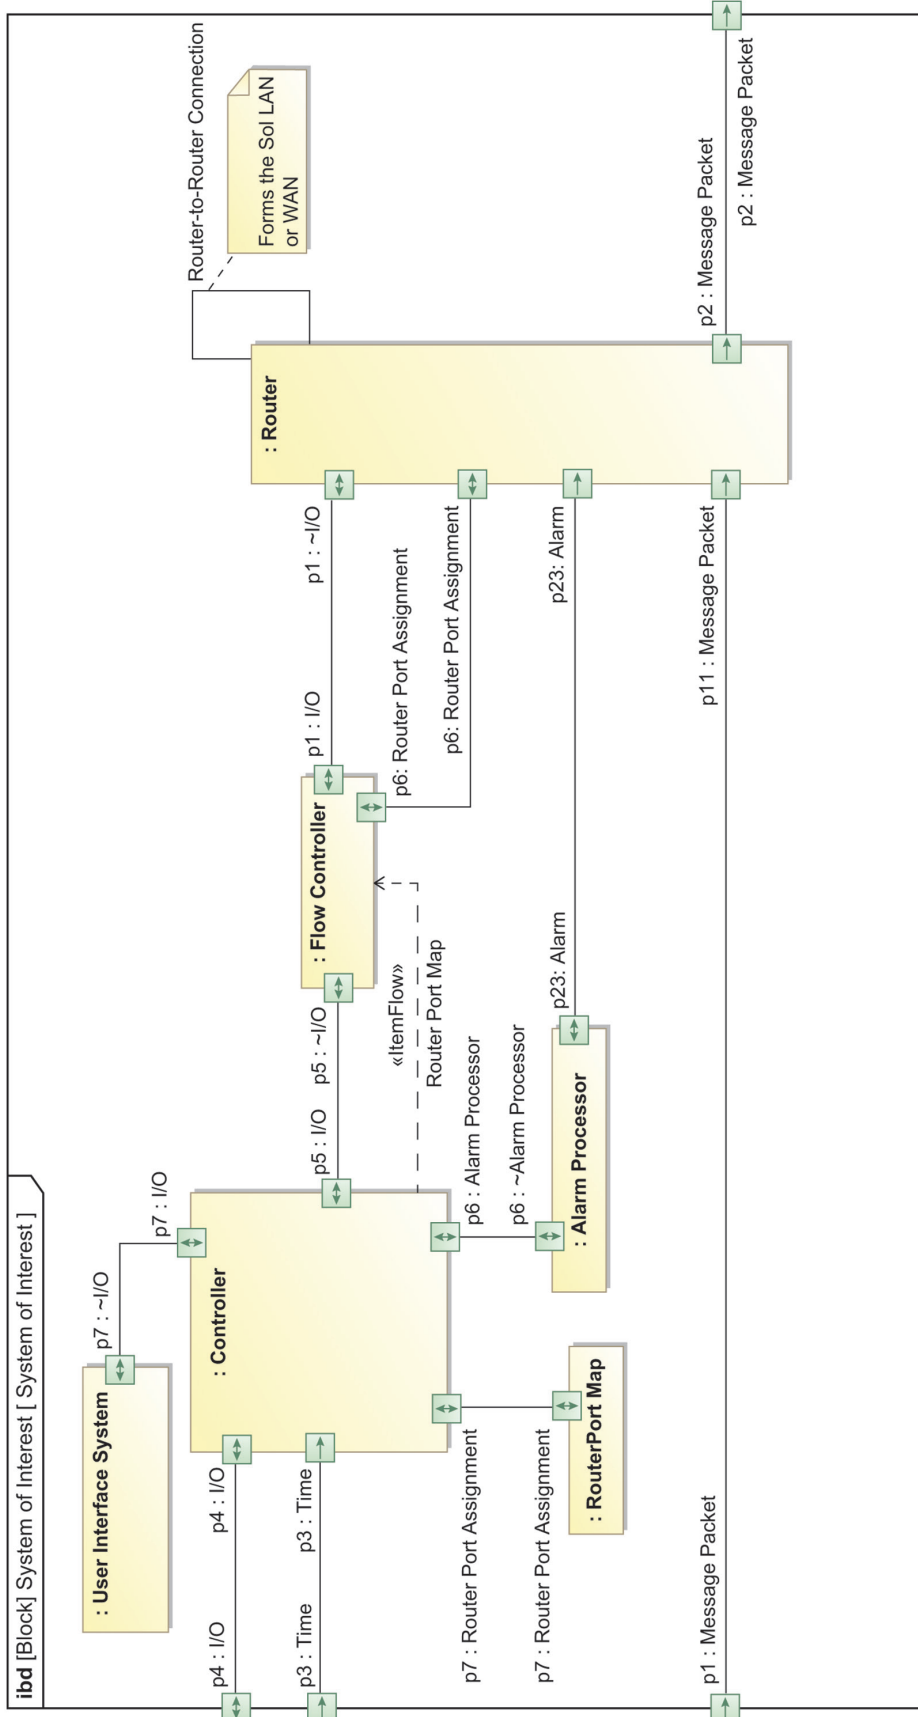 ibd [Block] System of Interest [ System of Interest ]
: User Interface System
p7 : ~I/O
p7 : I/O
Router-to-Router Connection
Forms the SoI LAN
or WAN
p4 : I/O
p4 : I/O
: Controller
p5 : I/O
p5 : ~I/O
: Flow Controller
p1 : I/O
p1 : ~I/O
: Router
p3 : Time
p3 : Time
«ItemFlow»
Router Port Map
p6: Router Port Assignment
p6: Router Port Assignment
p7 : Router Port Assignment
p7 : Router Port Assignment
p6 : Alarm Processor
p6 : ~Alarm Processor
p23: Alarm
p23: Alarm
: RouterPort Map
: Alarm Processor
p1 : Message Packet
p11 : Message Packet
p2 : Message Packet
p2 : Message Packet